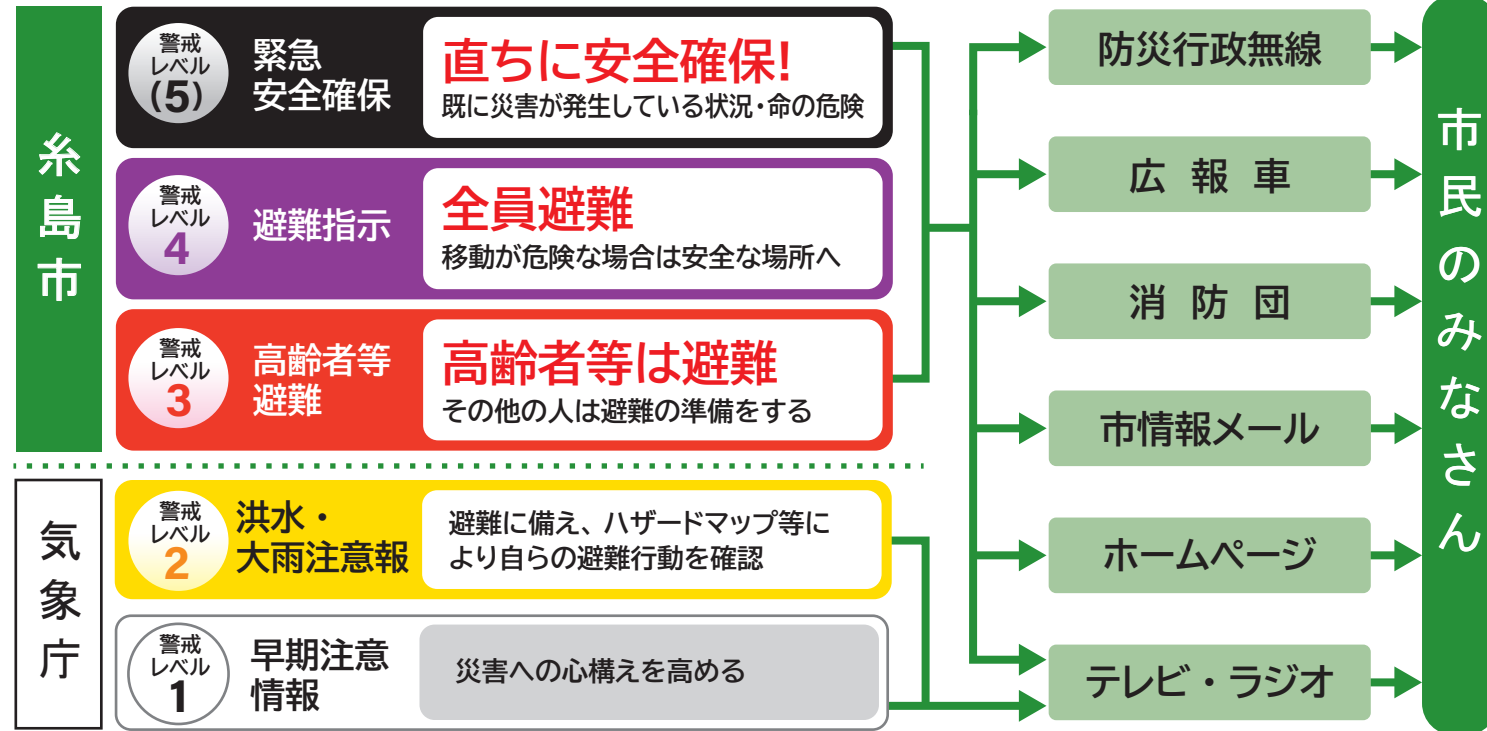 糸島市
警戒
レベル
(5)
緊急
安全確保
直ちに安全確保!
既に災害が発生している状況・命の危険
警戒
レベル
4
避難指示
全員避難
移動が危険な場合は安全な場所へ
警戒
レベル
3
高齢者等
避難
高齢者等は避難
その他の人は避難の準備をする
気象庁
警戒
レベル
2
洪水・
大雨注意報
避難に備え、ハザードマップ等に
より自らの避難行動を確認
警戒
レベル
1
早期注意
情報
災害への心構えを高める
防災行政無線
広報車
消防団
市情報メール
ホームページ
テレビ・ラジオ
市民のみなさん